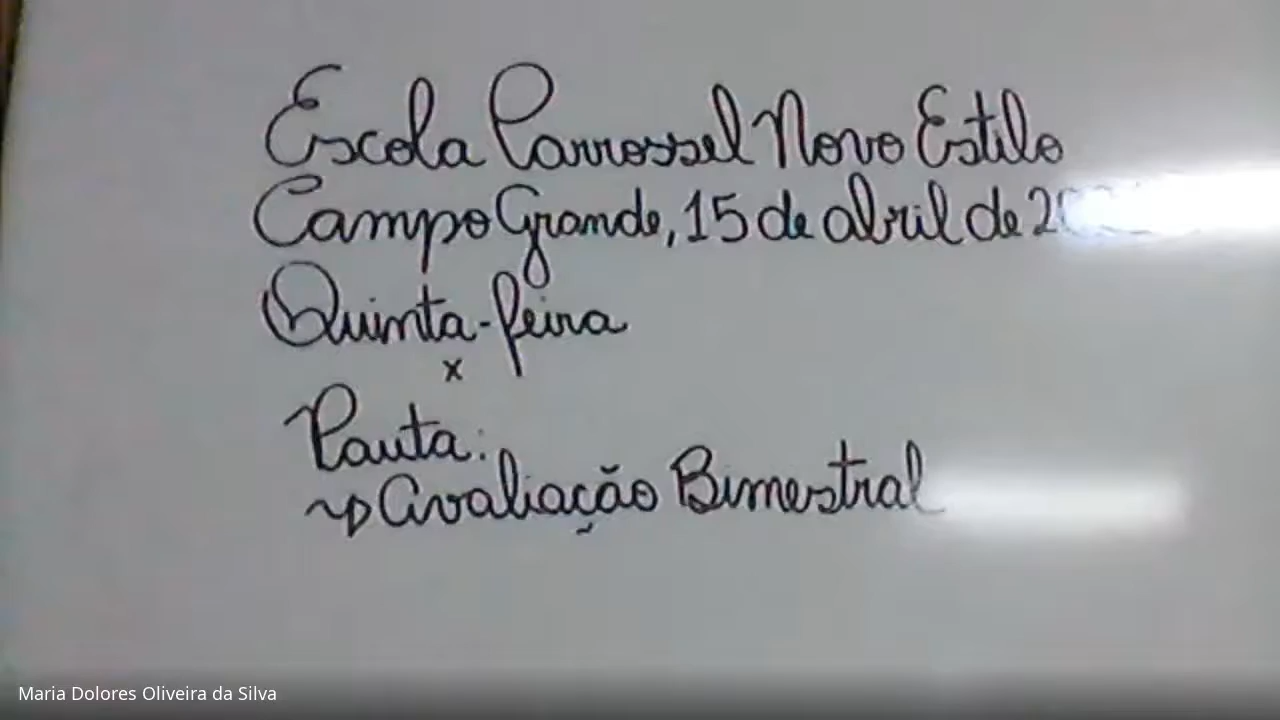 Escola Carrossel Novo Estilo
Campo Grande, 15 de abril de
Quinta-feira
x
Pauta:
↝ Avaliação Bimestral
Maria Dolores Oliveira da Silva